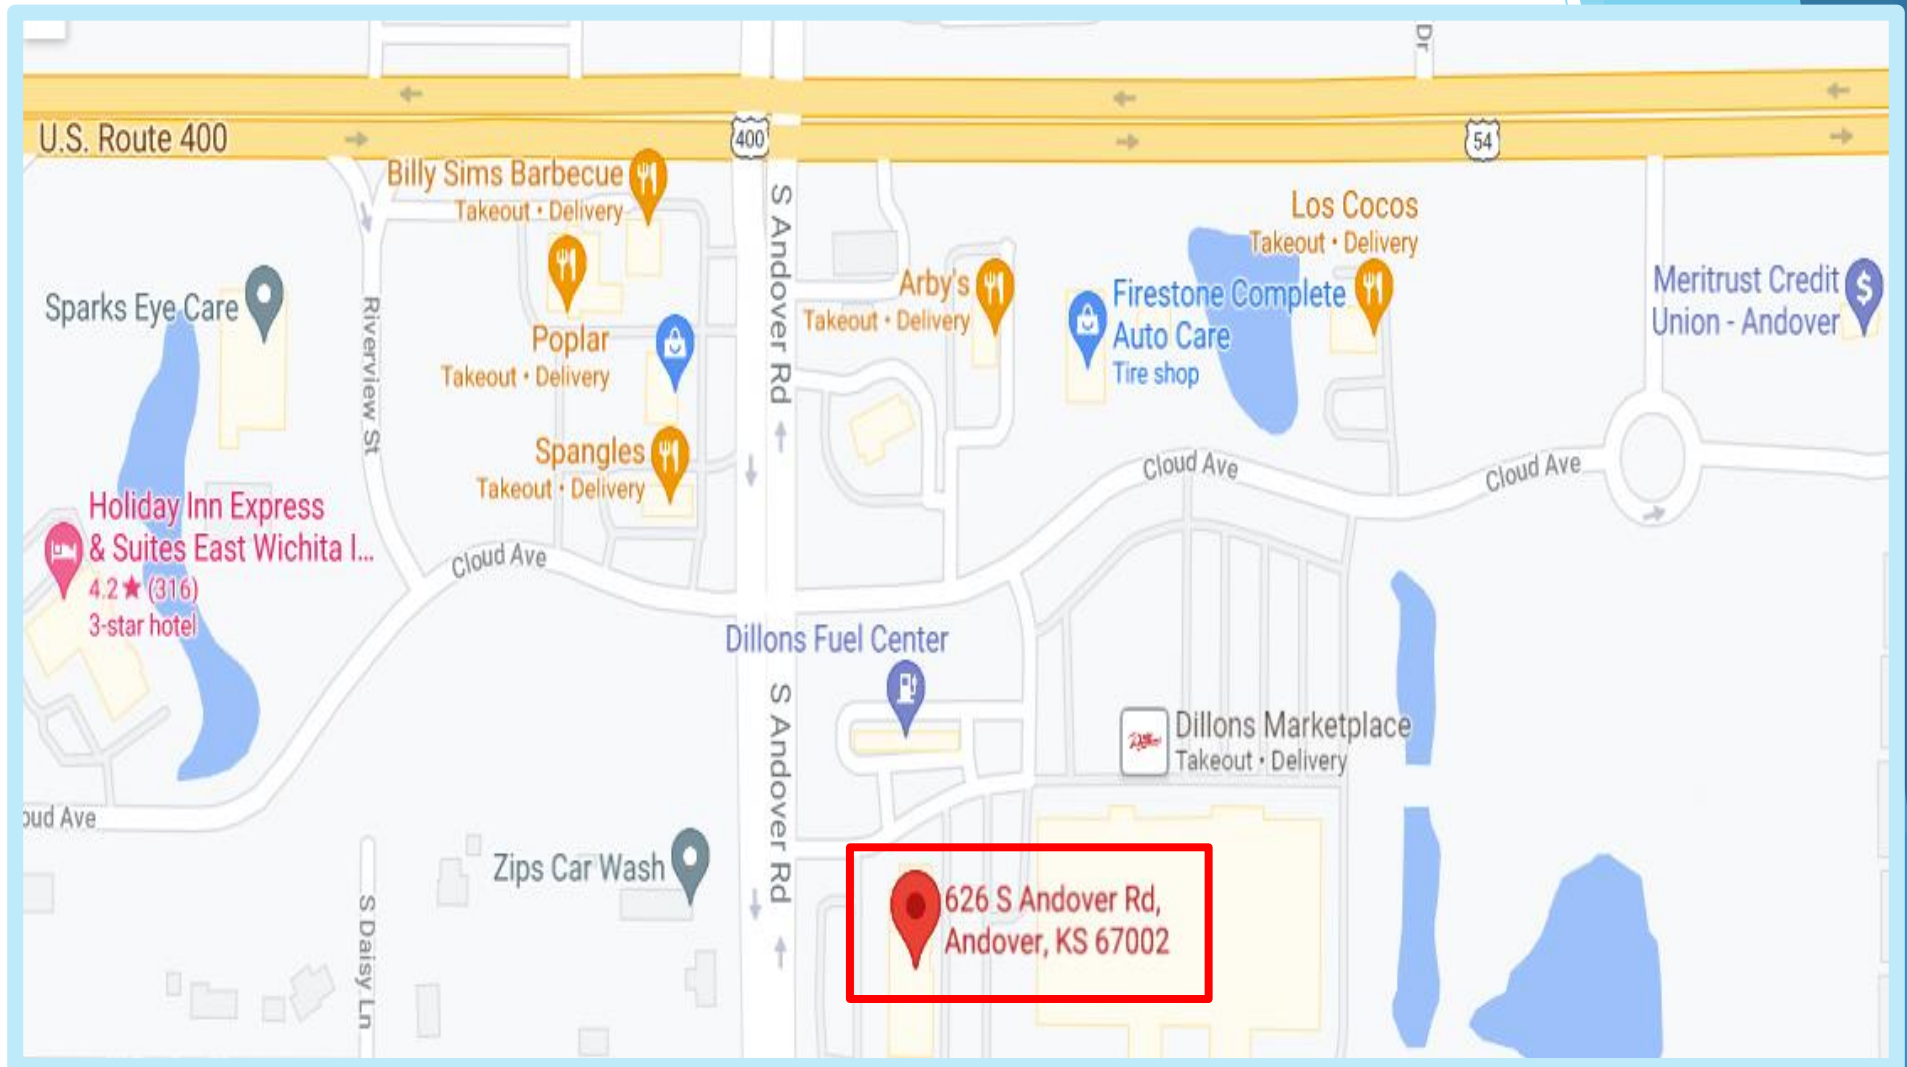 Dr
U.S. Route 400
400
54
Billy Sims Barbecue
Takeout • Delivery
S Andover Rd
Los Cocos
Takeout • Delivery
Sparks Eye Care
Riverview St
Poplar
Takeout • Delivery
Arby's
Takeout • Delivery
Firestone Complete
Auto Care
Tire shop
Meritrust Credit
Union - Andover
Spangles
Takeout • Delivery
Cloud Ave
Cloud Ave
Holiday Inn Express
& Suites East Wichita I...
4.2★ (316)
3-star hotel
Cloud Ave
Dillons Fuel Center
S Andover Rd
Dillons Marketplace
Takeout • Delivery
oud Ave
Zips Car Wash
S Daisy Ln
626 S Andover Rd,
Andover, KS 67002